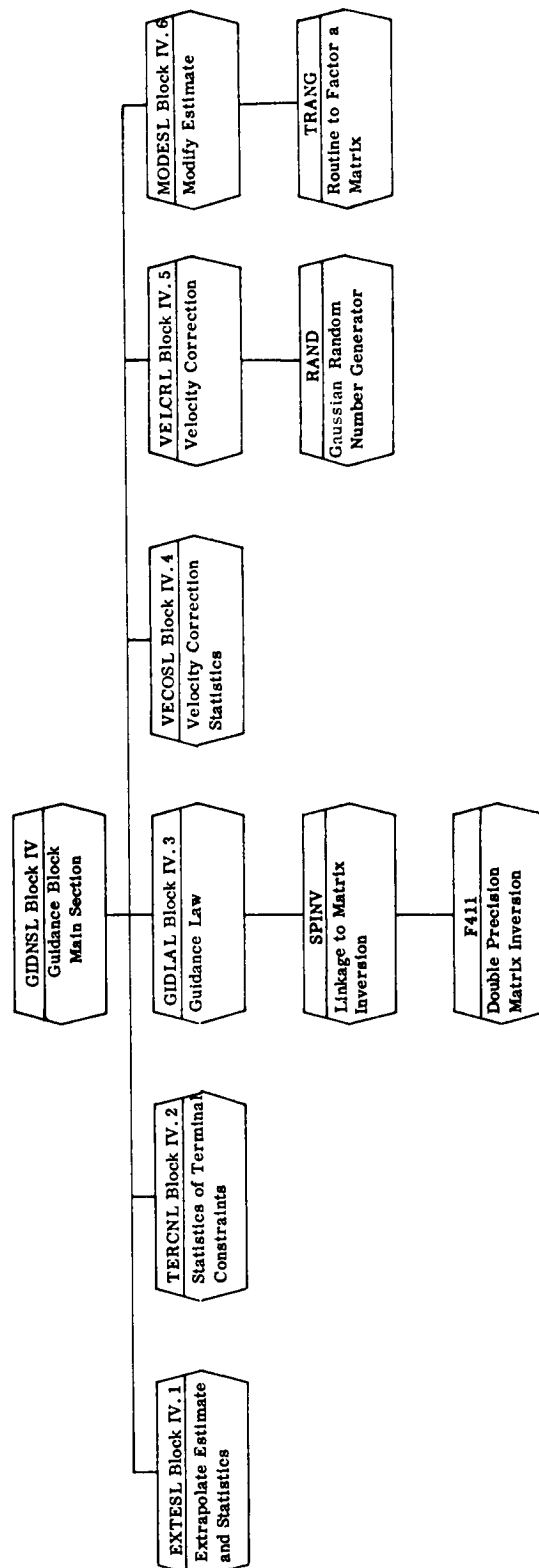 GIDNSL Block IV
Guidance Block
Main Section
EXTESL Block IV.1
Extrapolate Estimate
and Statistics
TERCNL Block IV.2
Statistics of Terminal
Constraints
GIDLAL Block IV.3
Guidance Law
VECOSL Block IV.4
Velocity Correction
Statistics
VELCRL Block IV.5
Velocity Correction
MODESL Block IV.6
Modify Estimate
SPINV
Linkage to Matrix
Inversion
RAND
Gaussian Random
Number Generator
TRANG
Routine to Factor a
Matrix
F411
Double Precision
Matrix Inversion